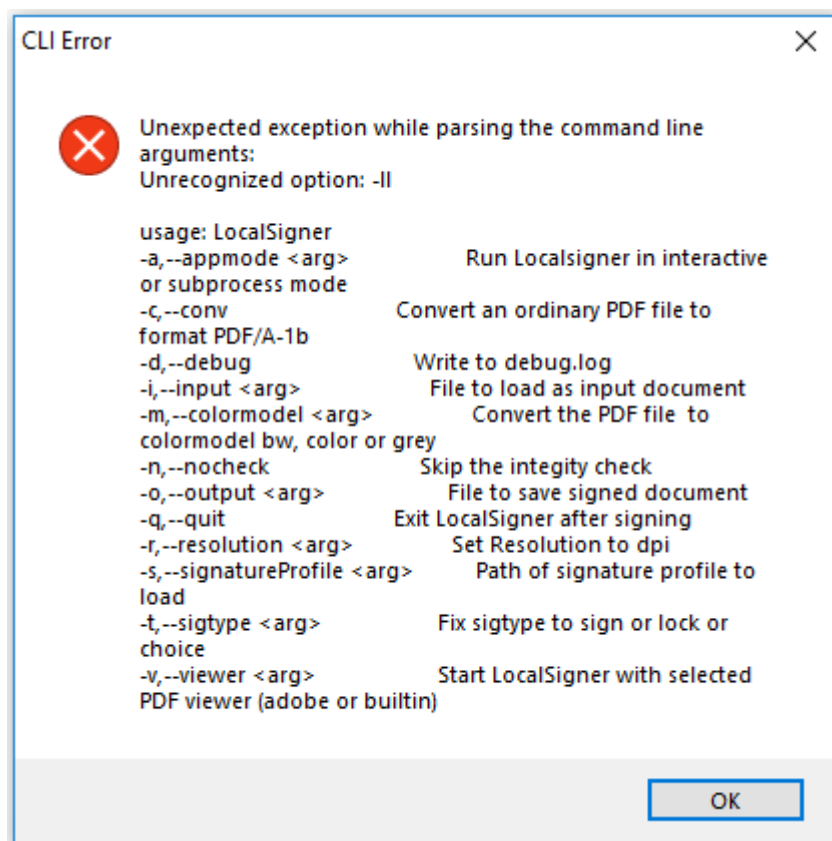 CLI Error
Unexpected exception while parsing the command line
arguments:
Unrecognized option: -ll
usage: LocalSigner
-a,--appmode <arg> Run Localsigner in interactive
or subprocess mode
-c,--conv Convert an ordinary PDF file to
format PDF/A-1b
-d,--debug Write to debug.log
-i,--input <arg> File to load as input document
-m,--colormodel <arg> Convert the PDF file to
colormodel bw, color or grey
-n,--nocheck Skip the integity check
-o,--output <arg> File to save signed document
-q,--quit Exit LocalSigner after signing
-r,--resolution <arg> Set Resolution to dpi
-s,--signatureProfile <arg> Path of signature profile to
load
-t,--sigtype <arg> Fix sigtype to sign or lock or
choice
-v,--viewer <arg> Start LocalSigner with selected
PDF viewer (adobe or builtin)
OK